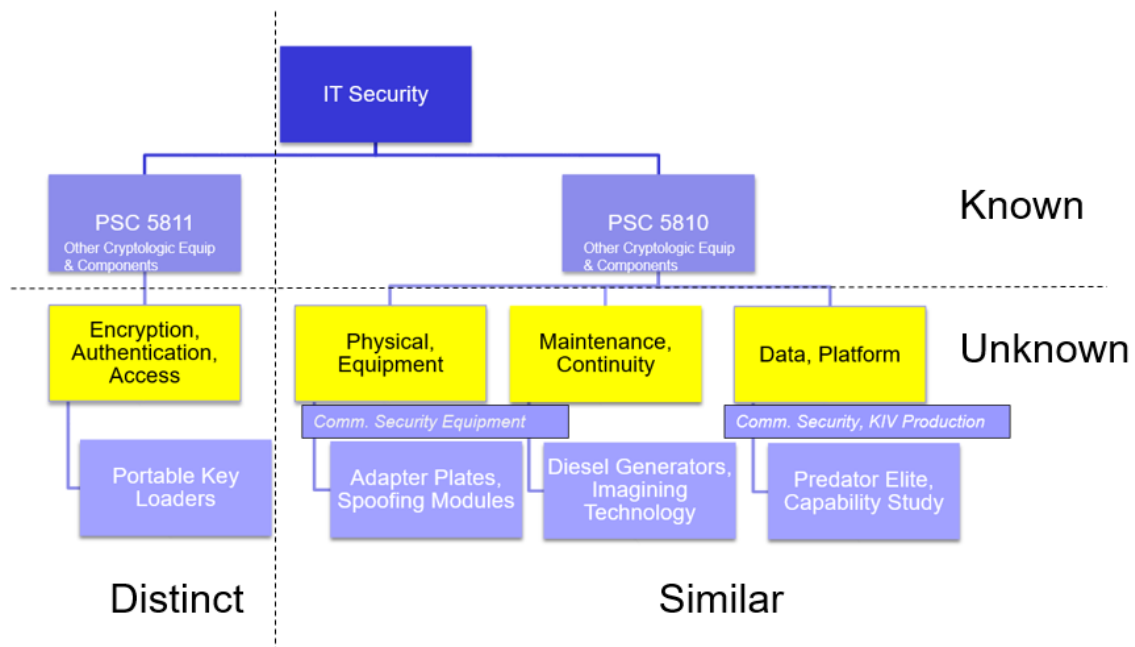 IT Security
PSC 5811
Other Cryptologic Equip
& Components
PSC 5810
Other Cryptologic Equip
& Components
Known
Encryption,
Authentication,
Access
Physical,
Equipment
Maintenance,
Continuity
Data, Platform
Unknown
Comm. Security Equipment
Comm. Security, KIV Production
Portable Key
Loaders
Adapter Plates,
Spoofing Modules
Diesel Generators,
Imagining
Technology
Predator Elite,
Capability Study
Distinct
Similar